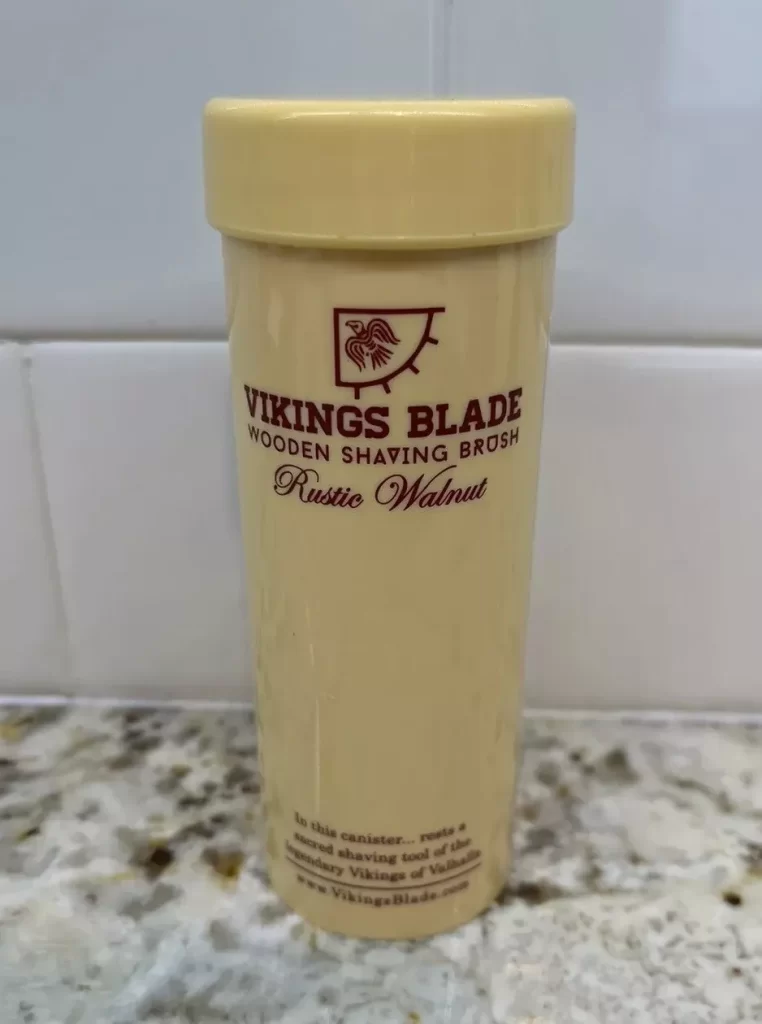 VIKINGS BLADE
WOODEN SHAVING BRUSH
Rustic Walnut
In this canister... rests a
sacred shaving tool of the
legendary Vikings of Valhalla
www.VikingsBlade.com